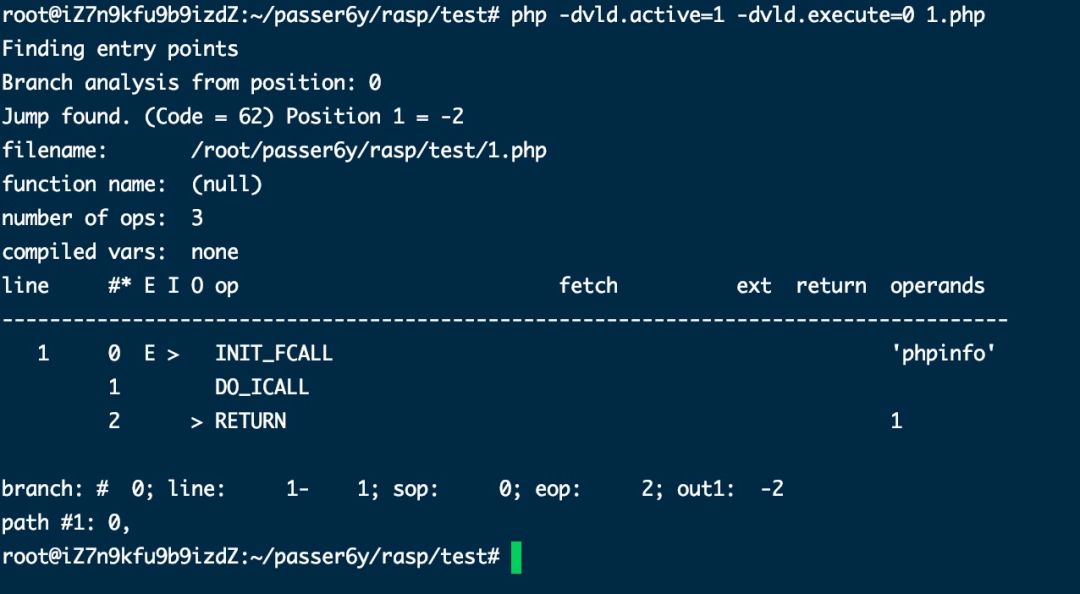 root@iZ7n9kfu9b9izdZ:~/passer6y/rasp/test# php -dvld.active=1 -dvld.execute=0 1.php
Finding entry points
Branch analysis from position: 0
Jump found. (Code = 62) Position 1 = -2
filename:       /root/passer6y/rasp/test/1.php
function name:  (null)
number of ops:  3
compiled vars:  none
line     #* E I O op                           fetch          ext  return  operands
-------------------------------------------------------------------------------------
   1     0  E >   INIT_FCALL                                               'phpinfo'
         1        DO_ICALL
         2      > RETURN                                                   1
branch: #  0; line:     1-    1; sop:     0; eop:     2; out1:  -2
path #1: 0,
root@iZ7n9kfu9b9izdZ:~/passer6y/rasp/test#